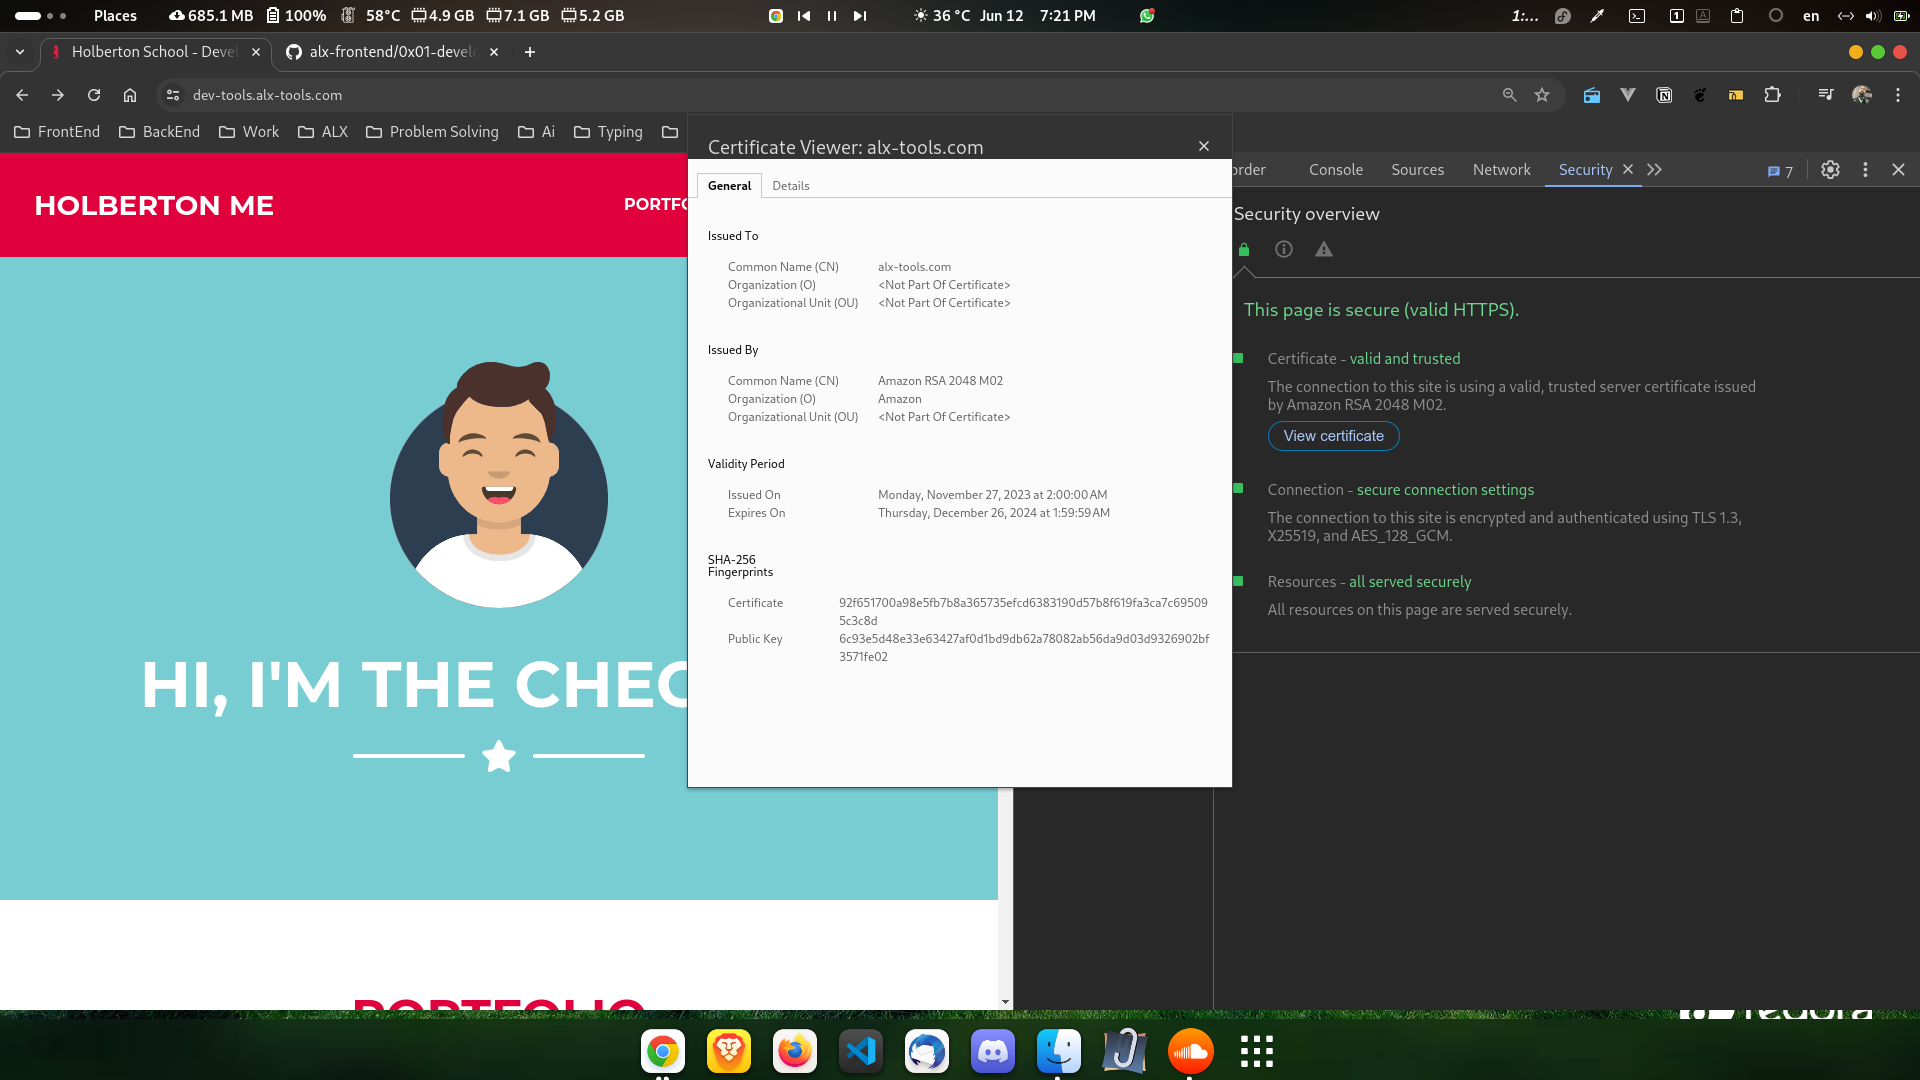 Places 685.1 MB 100% 58°C 4.9 GB 7.1 GB 5.2 GB 36 °C Jun 12 7:21 PM 1:... 1 A en
Holberton School - Deve
alx-frontend/0x01-devel
dev-tools.alx-tools.com
FrontEnd BackEnd Work ALX Problem Solving Ai Typing
HOLBERTON ME
PORTFO
HI, I'M THE CHEC
PORTFOLIO
Certificate Viewer: alx-tools.com
General Details
Issued To
Common Name (CN) alx-tools.com
Organization (O) <Not Part Of Certificate>
Organizational Unit (OU) <Not Part Of Certificate>
Issued By
Common Name (CN) Amazon RSA 2048 M02
Organization (O) Amazon
Organizational Unit (OU) <Not Part Of Certificate>
Validity Period
Issued On Monday, November 27, 2023 at 2:00:00 AM
Expires On Thursday, December 26, 2024 at 1:59:59 AM
SHA-256
Fingerprints
Certificate 92f651700a98e5fb7b8a365735efcd6383190d57b8f619fa3ca7c69509
5c3c8d
Public Key 6c93e5d48e33e63427af0d1bd9db62a78082ab56da9d03d9326902bf
3571fe02
order Console Sources Network Security 7
Security overview
This page is secure (valid HTTPS).
Certificate - valid and trusted
The connection to this site is using a valid, trusted server certificate issued
by Amazon RSA 2048 M02.
View certificate
Connection - secure connection settings
The connection to this site is encrypted and authenticated using TLS 1.3,
X25519, and AES_128_GCM.
Resources - all served securely
All resources on this page are served securely.
fedora